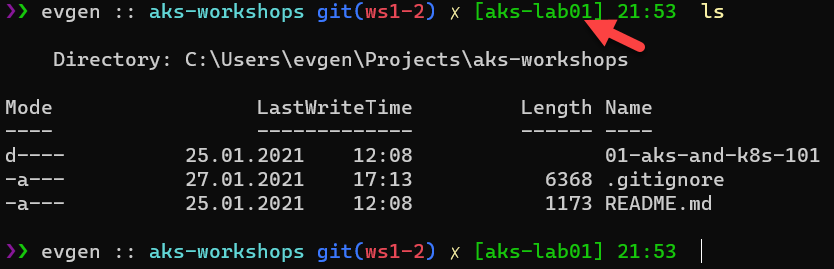 ❯❯ evgen :: aks-workshops git(ws1-2) ✗ [aks-lab01] 21:53 ls
Directory: C:\Users\evgen\Projects\aks-workshops
Mode LastWriteTime Length Name
---- ------------- ------ ----
d---- 25.01.2021 12:08 01-aks-and-k8s-101
-a--- 27.01.2021 17:13 6368 .gitignore
-a--- 25.01.2021 12:08 1173 README.md
❯❯ evgen :: aks-workshops git(ws1-2) ✗ [aks-lab01] 21:53